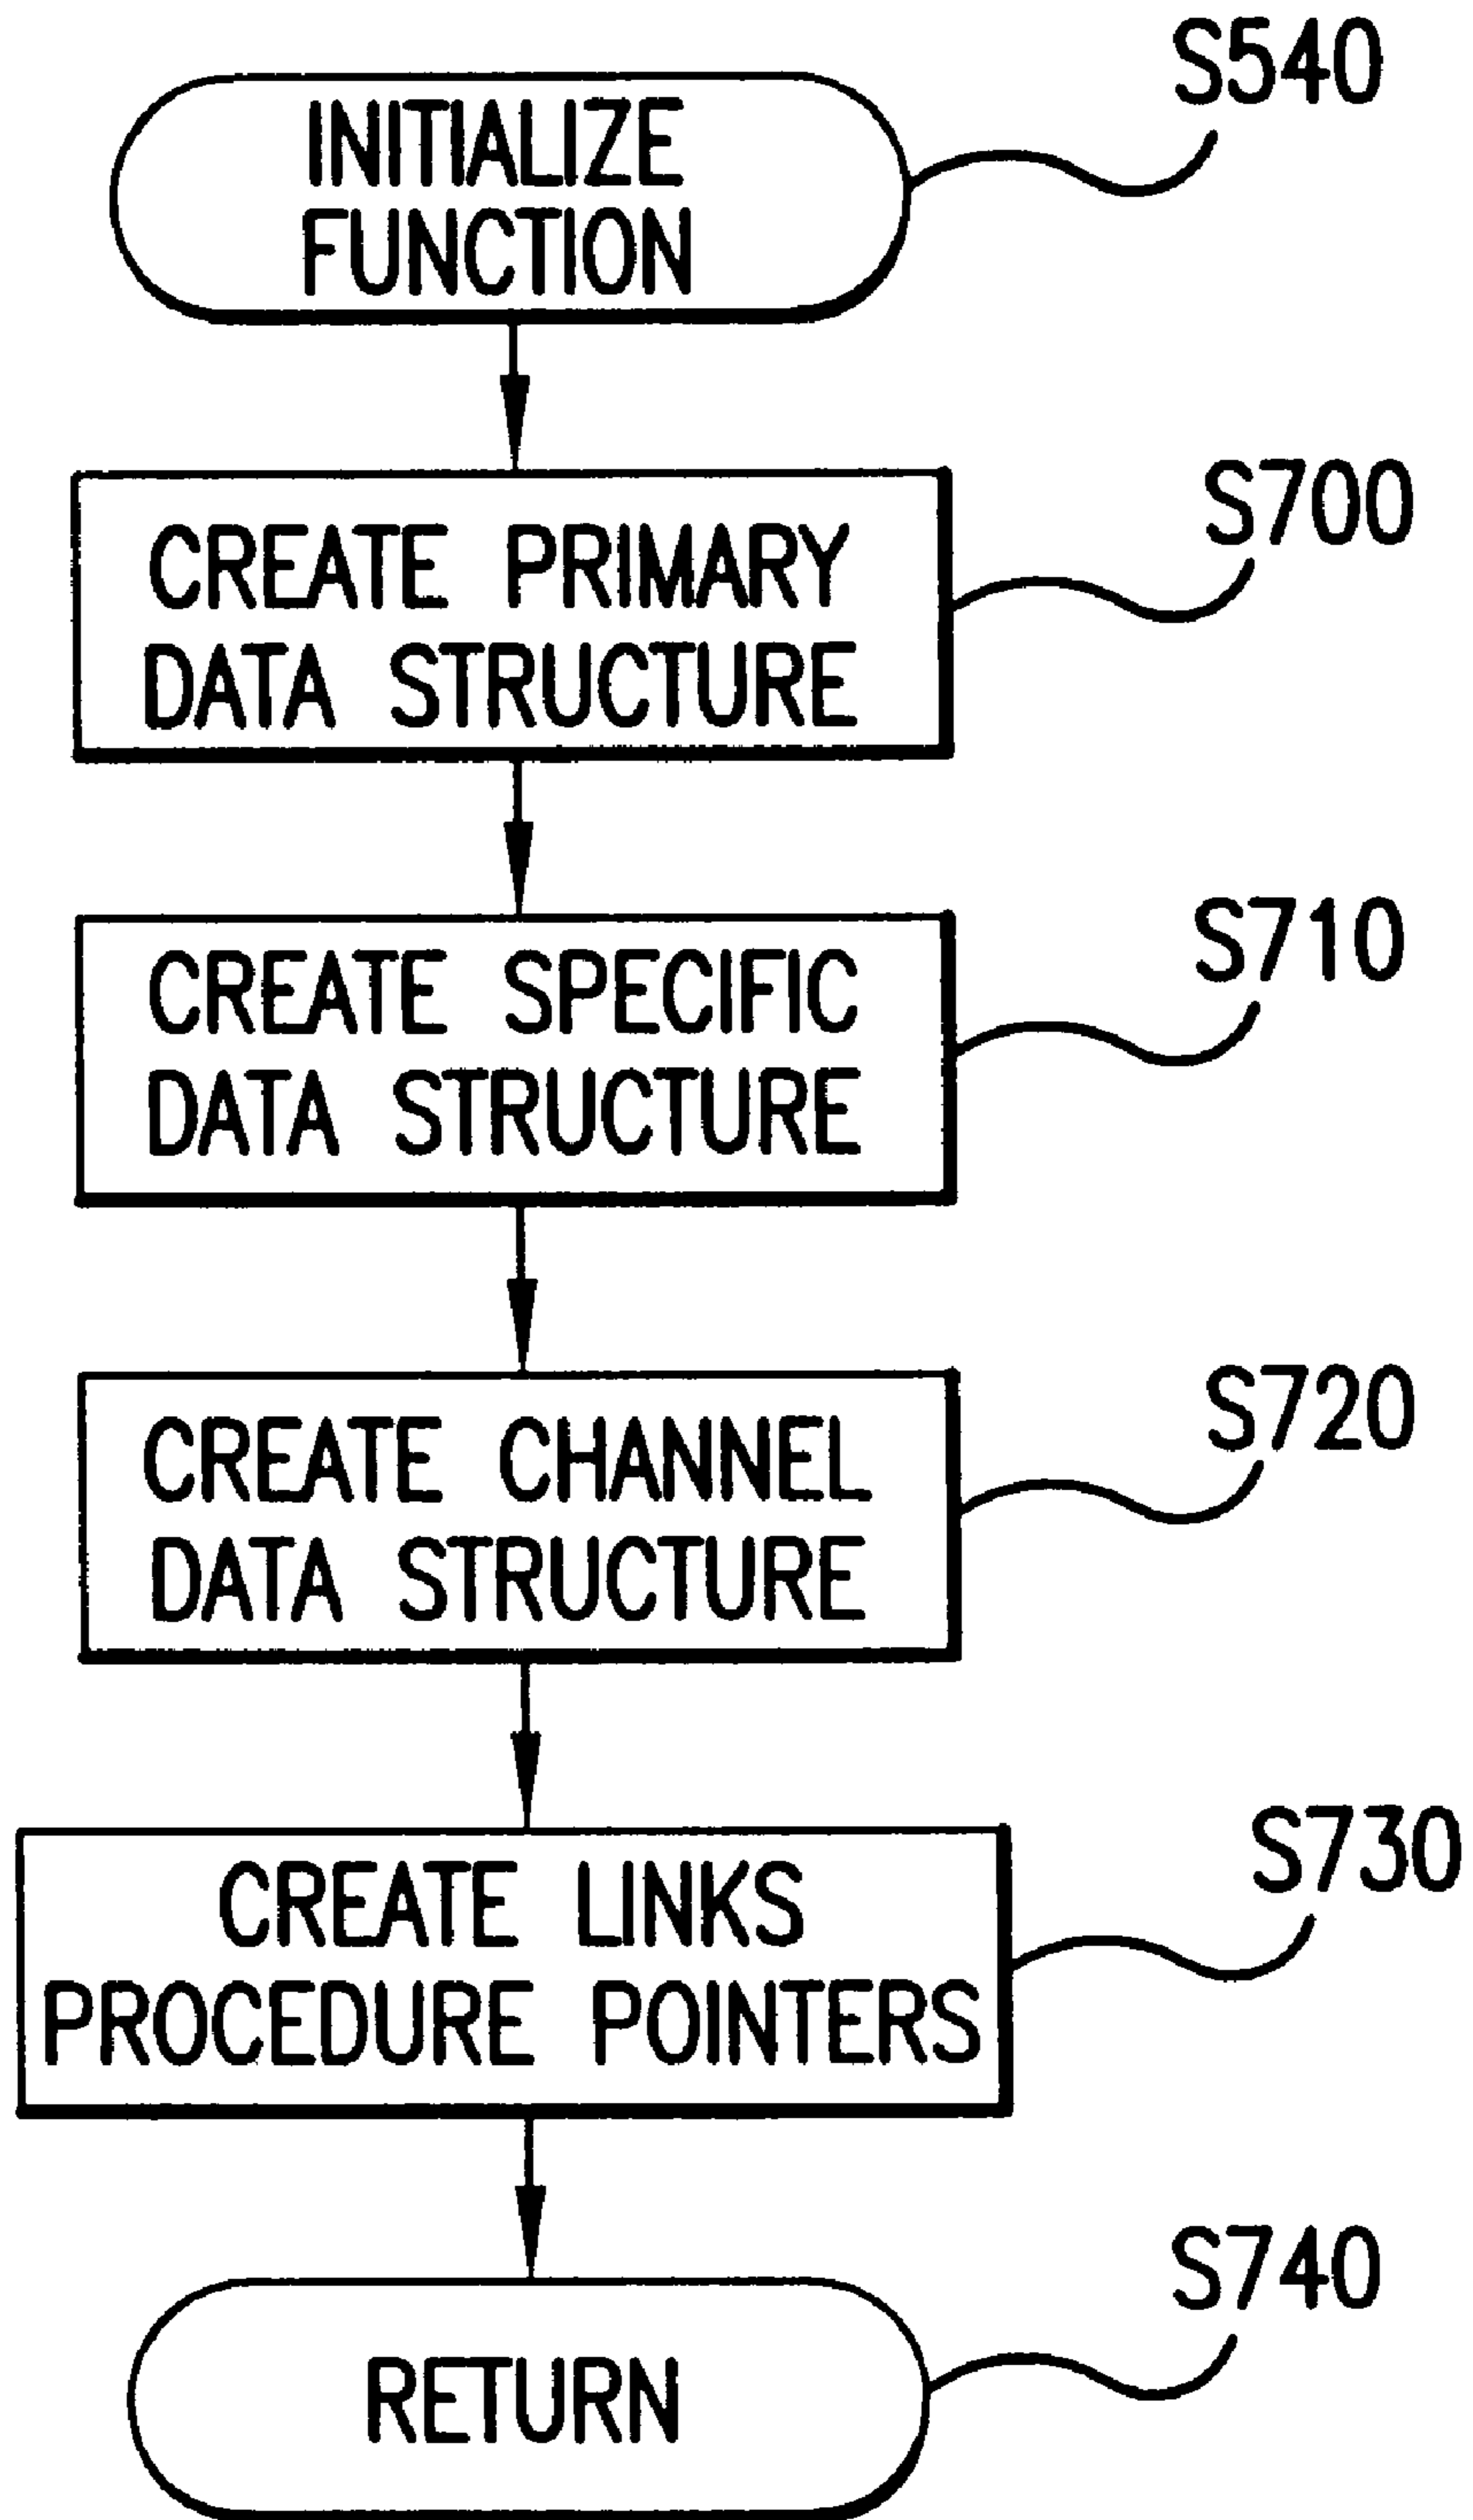 S540
INITIALIZE
FUNCTION
S700
CREATE PRIMARY
DATA STRUCTURE
S710
CREATE SPECIFIC
DATA STRUCTURE
S720
CREATE CHANNEL
DATA STRUCTURE
S730
CREATE LINKS
PROCEDURE POINTERS
S740
RETURN